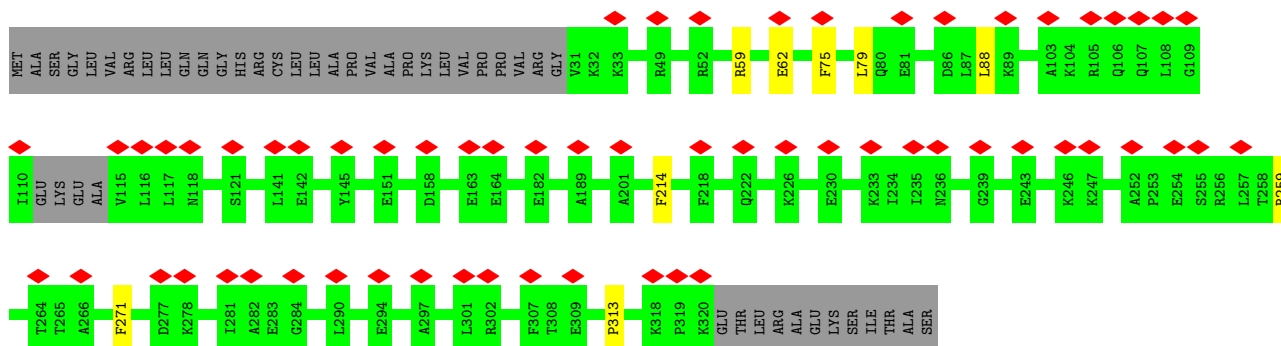 MET ALA SER GLY LEU VAL ARG LEU LEU GLN GLN GLY HIS ARG CYS LEU LEU ALA PRO VAL ALA PRO LYS LEU VAL PRO PRO VAL ARG GLY V31 K32 K33 R49 R52 R59 E62 F75 L79 Q80 E81 D86 L87 L88 K89 A103 K104 R105 Q106 Q107 L108 G109
I110 GLU LYS GLU ALA V115 L116 L117 N118 S121 L141 E142 Y145 E151 D158 E163 E164 E182 A189 A201 F214 F218 Q222 K226 E230 K233 I234 I235 N236 G239 E243 K246 K247 A252 P253 E254 S255 R256 L257 T258
T264 T265 A266 F271 D277 K278 I281 A282 E283 G284 L290 E294 A297 L301 R302 F307 T308 E309 P313 K318 P319 K320 GLU THR LEU ARG ALA GLU LYS SER ILE THR ALA SER